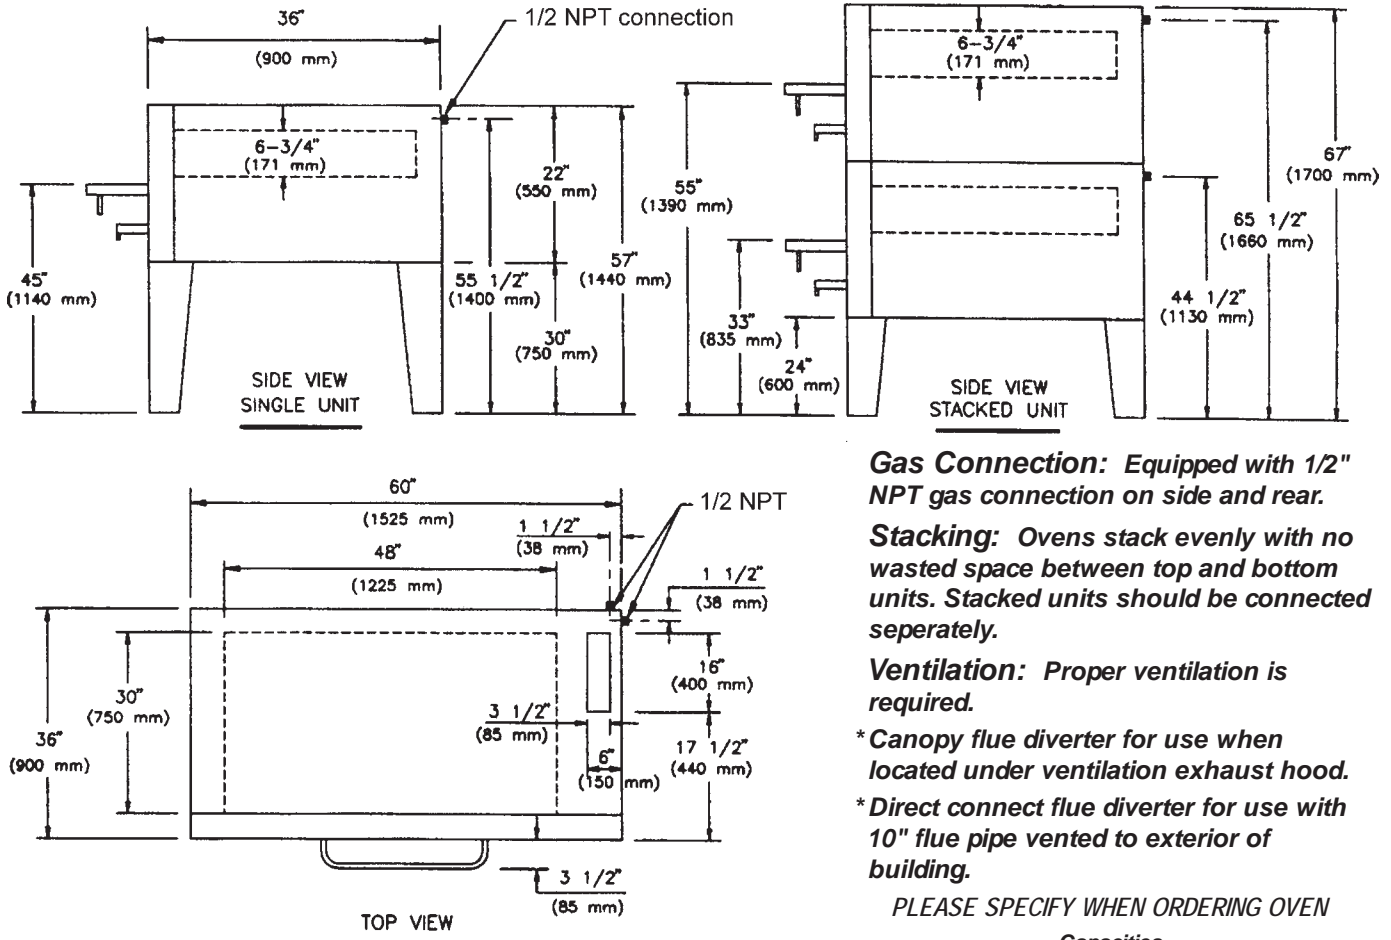 36"
(900 mm)
1/2 NPT connection
6-3/4"
(171 mm)
22"
(550 mm)
45"
(1140 mm)
55 1/2"
(1400 mm)
57"
(1440 mm)
30"
(750 mm)
SIDE VIEW
SINGLE UNIT
6-3/4"
(171 mm)
67"
(1700 mm)
55"
(1390 mm)
65 1/2"
(1660 mm)
44 1/2"
(1130 mm)
33"
(835 mm)
24"
(600 mm)
SIDE VIEW
STACKED UNIT
60"
(1525 mm)
1/2 NPT
1 1/2"
(38 mm)
48"
(1225 mm)
1 1/2"
(38 mm)
16"
(400 mm)
30"
(750 mm)
3 1/2"
(85 mm)
36"
(900 mm)
6"
(150 mm)
17 1/2"
(440 mm)
3 1/2"
(85 mm)
TOP VIEW
Gas Connection: Equipped with 1/2"
NPT gas connection on side and rear.
Stacking: Ovens stack evenly with no
wasted space between top and bottom
units. Stacked units should be connected
seperately.
Ventilation: Proper ventilation is
required.
*Canopy flue diverter for use when
located under ventilation exhaust hood.
*Direct connect flue diverter for use with
10" flue pipe vented to exterior of
building.
PLEASE SPECIFY WHEN ORDERING OVEN